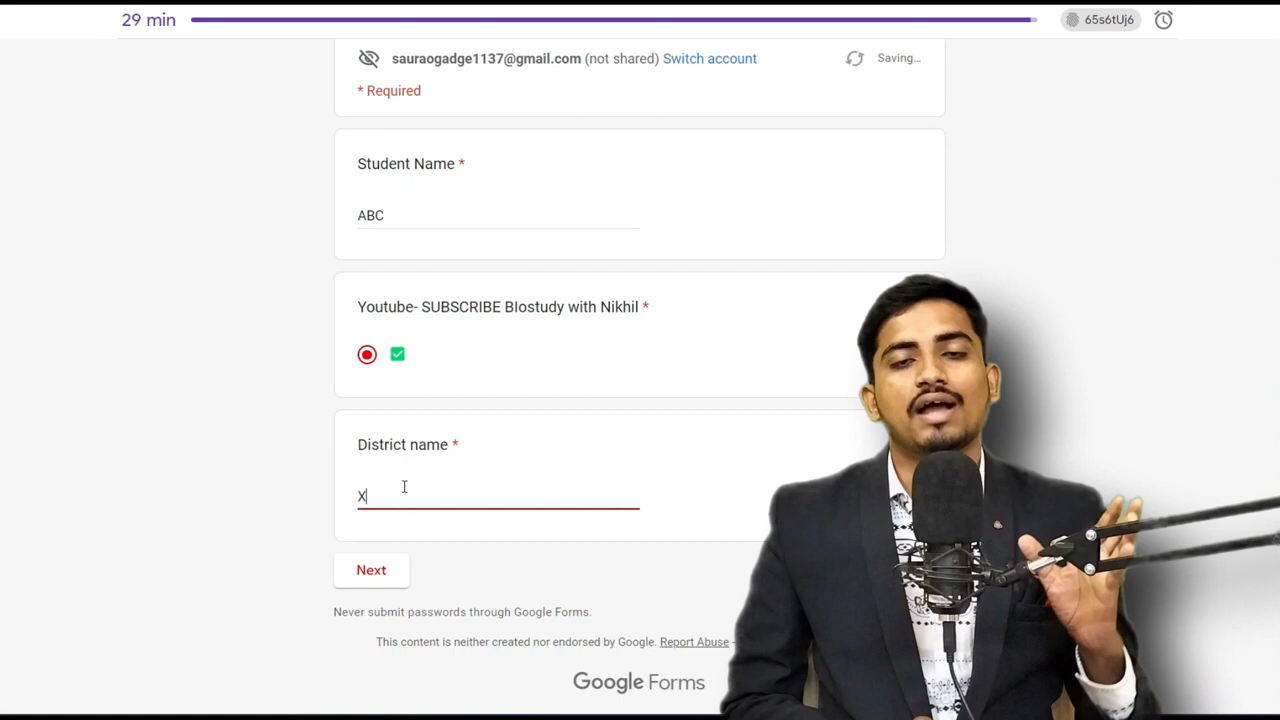 29 min
65s6tUj6
sauraogadge1137@gmail.com (not shared) Switch account
Saving...
* Required
Student Name *
ABC
Youtube- SUBSCRIBE BIostudy with Nikhil *
District name *
X
Next
Never submit passwords through Google Forms.
This content is neither created nor endorsed by Google. Report Abuse -
Google Forms